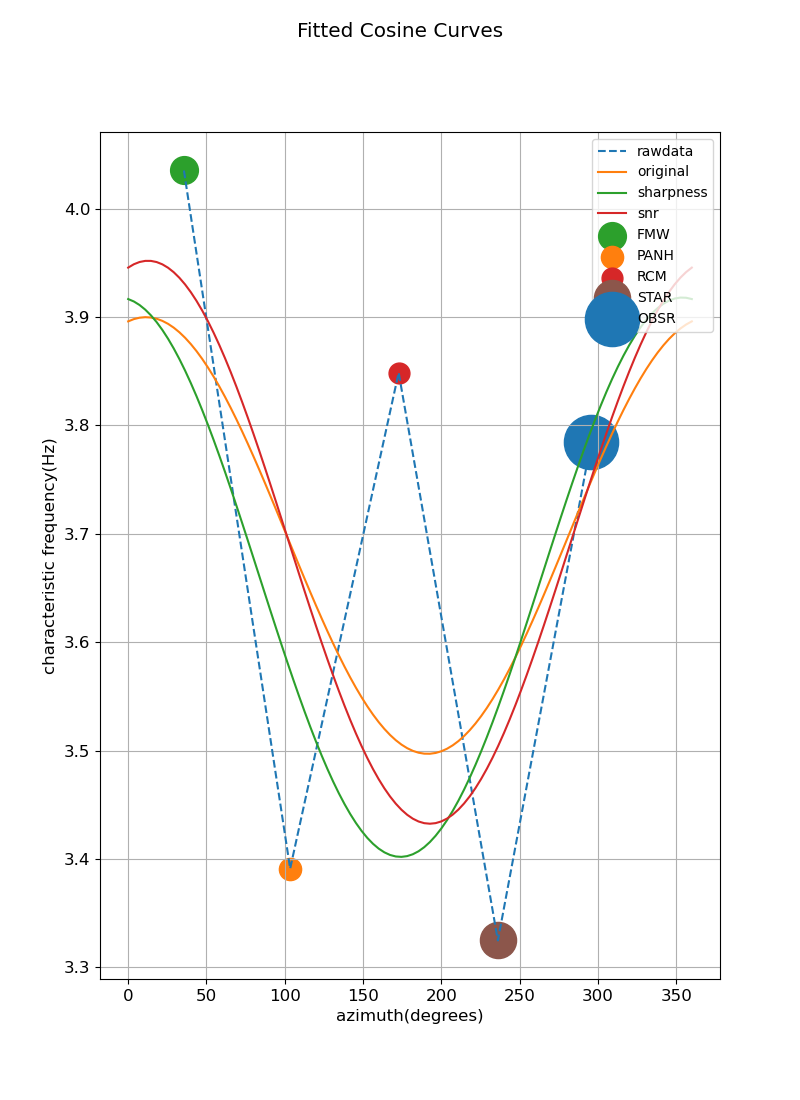 Fitted Cosine Curves
rawdata
original
sharpness
snr
FMW
PANH
RCM
STAR
OBSR
characteristic frequency(Hz)
4.0
3.9
3.8
3.7
3.6
3.5
3.4
3.3
0 50 100 150 200 250 300 350
azimuth(degrees)